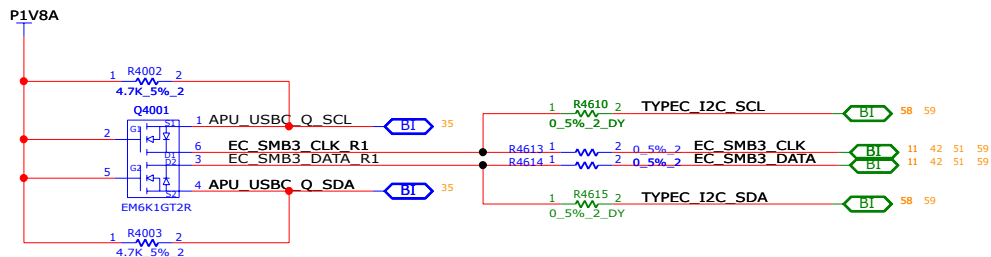 P1V8A
R4002
1 2
4.7K_5%_2
Q4001
G1 S1
1 APU_USBC_Q_SCL BI 35
2
6 EC_SMB3_CLK_R1
D1
D2
3 EC_SMB3_DATA_R1
G2
5
4 APU_USBC_Q_SDA BI 35
S2
EM6K1GT2R
R4003
1 2
4.7K_5%_2
R4610
1 2 TYPEC_I2C_SCL BI 58 59
0_5%_2_DY
R4613 1 2 0_5%_2 EC_SMB3_CLK BI 11 42 51 59
R4614 1 2 0_5%_2 EC_SMB3_DATA BI 11 42 51 59
R4615
1 2 TYPEC_I2C_SDA BI 58 59
0_5%_2_DY